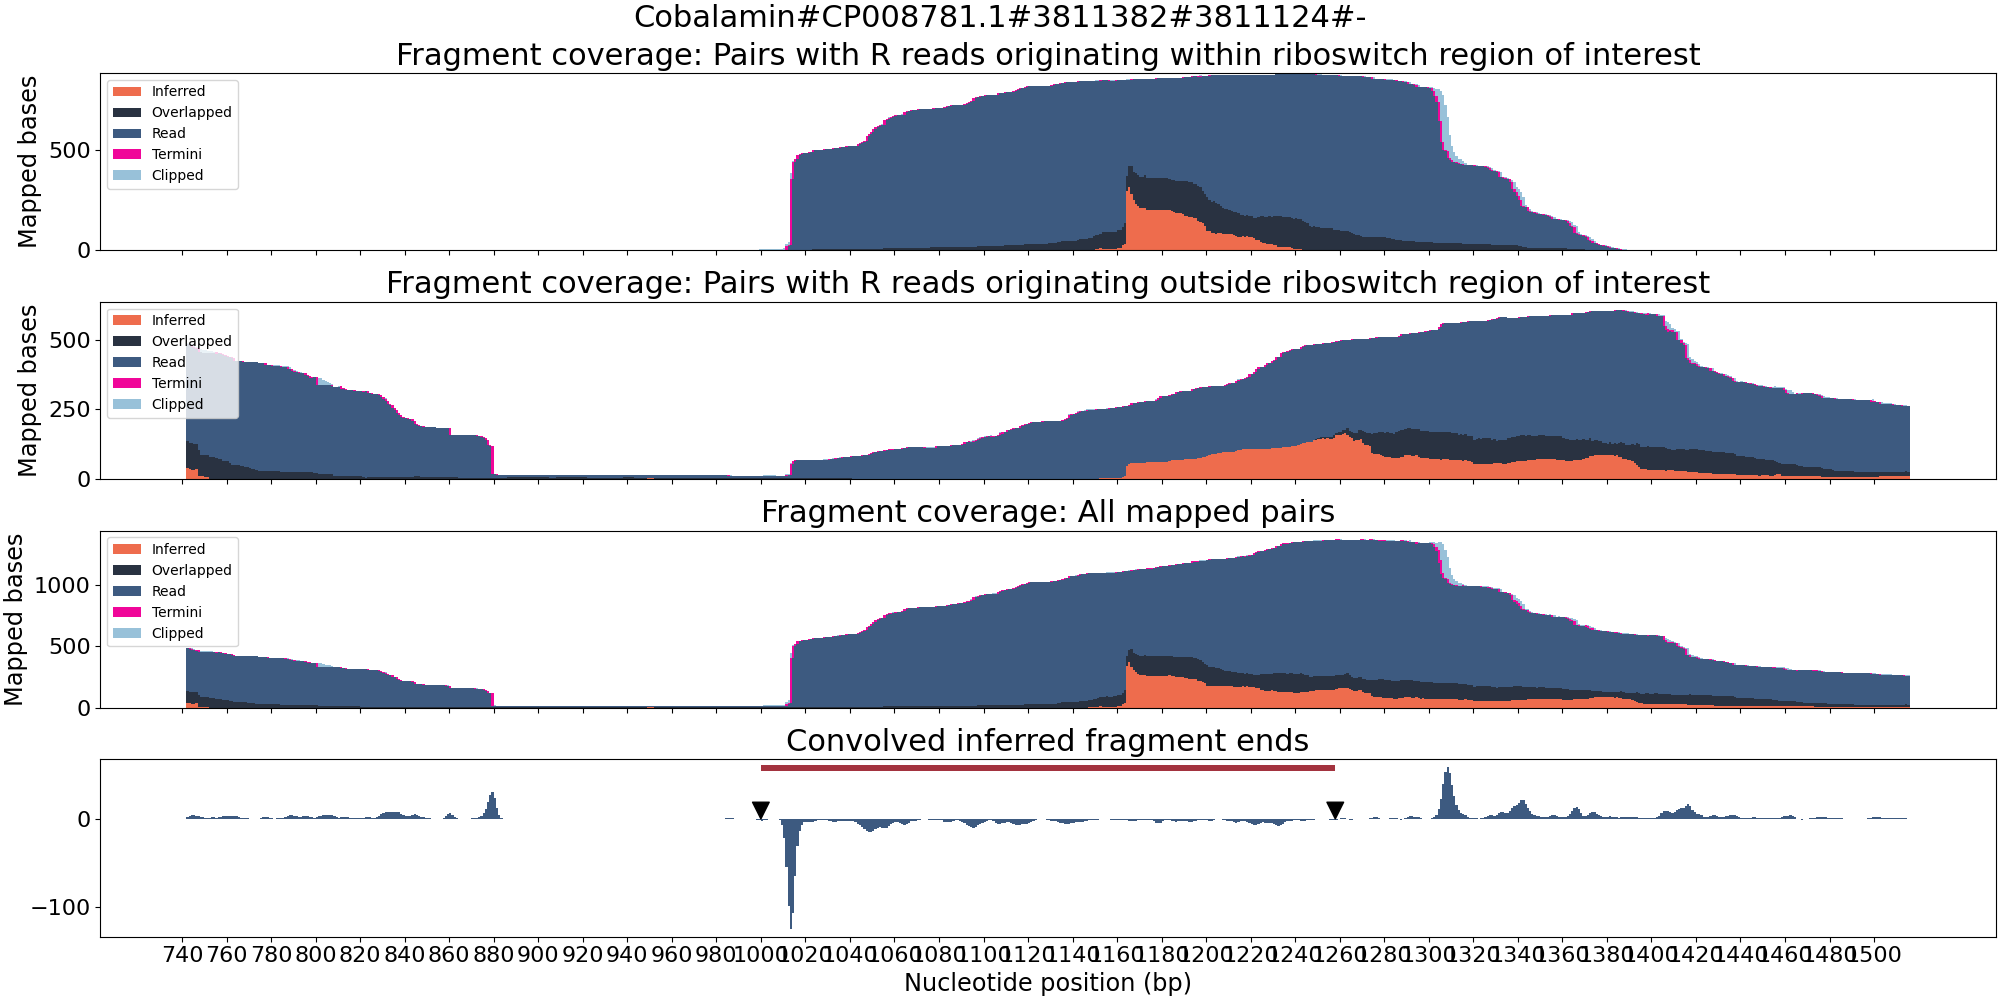 Cobalamin#CP008781.1#3811382#3811124#-
Fragment coverage: Pairs with R reads originating within riboswitch region of interest
Mapped bases
500
0
Inferred
Overlapped
Read
Termini
Clipped
Fragment coverage: Pairs with R reads originating outside riboswitch region of interest
Mapped bases
500
250
0
Inferred
Overlapped
Read
Termini
Clipped
Fragment coverage: All mapped pairs
Mapped bases
1000
500
0
Inferred
Overlapped
Read
Termini
Clipped
Convolved inferred fragment ends
0
−100
740 760 780 800 820 840 860 880 900 920 940 960 980 1000 1020 1040 1060 1080 1100 1120 1140 1160 1180 1200 1220 1240 1260 1280 1300 1320 1340 1360 1380 1400 1420 1440 1460 1480 1500
Nucleotide position (bp)